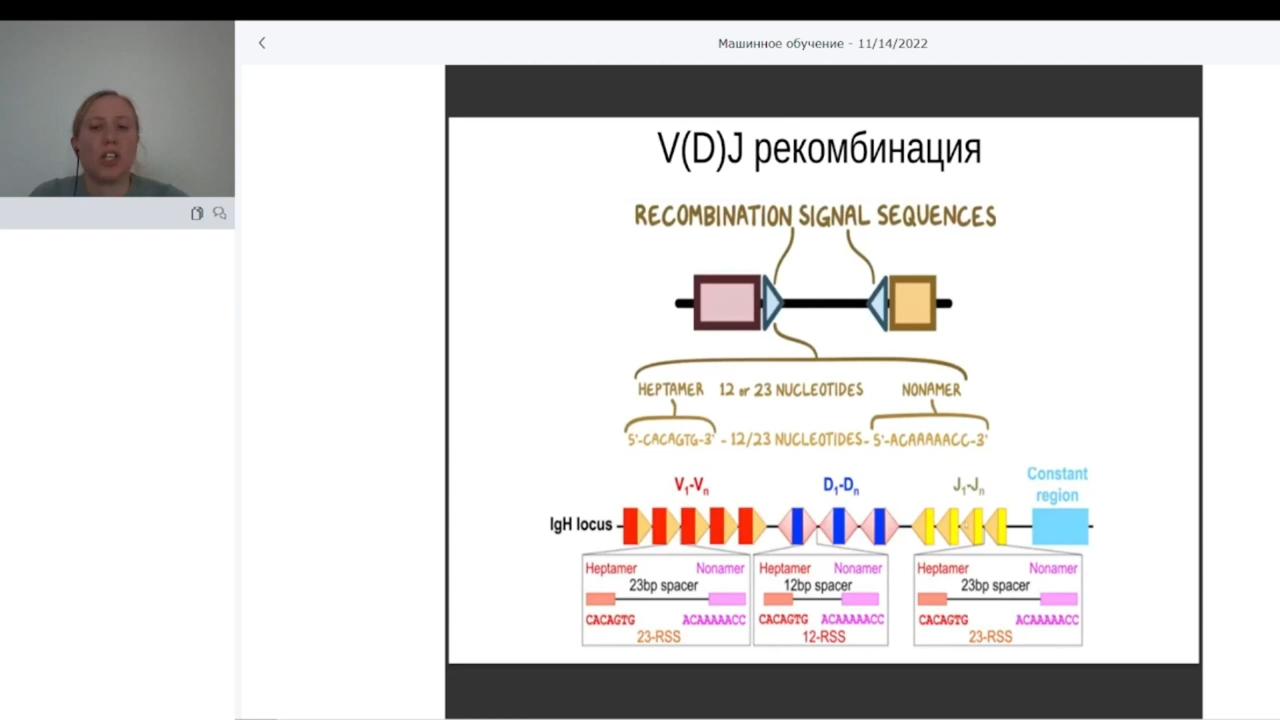 Машинное обучение - 11/14/2022
V(D)J рекомбинация
RECOMBINATION SIGNAL SEQUENCES
HEPTAMER 12 or 23 NUCLEOTIDES NONAMER
5'-CACAGTG-3' - 12/23 NUCLEOTIDES- 5'-ACAAAAACC-3'
V1-Vn D1-Dn J1-Jn Constant region
IgH locus
Heptamer Nonamer
23bp spacer
CACAGTG ACAAAAACC
23-RSS
Heptamer Nonamer
12bp spacer
CACAGTG ACAAAAACC
12-RSS
Heptamer Nonamer
23bp spacer
CACAGTG ACAAAAACC
23-RSS